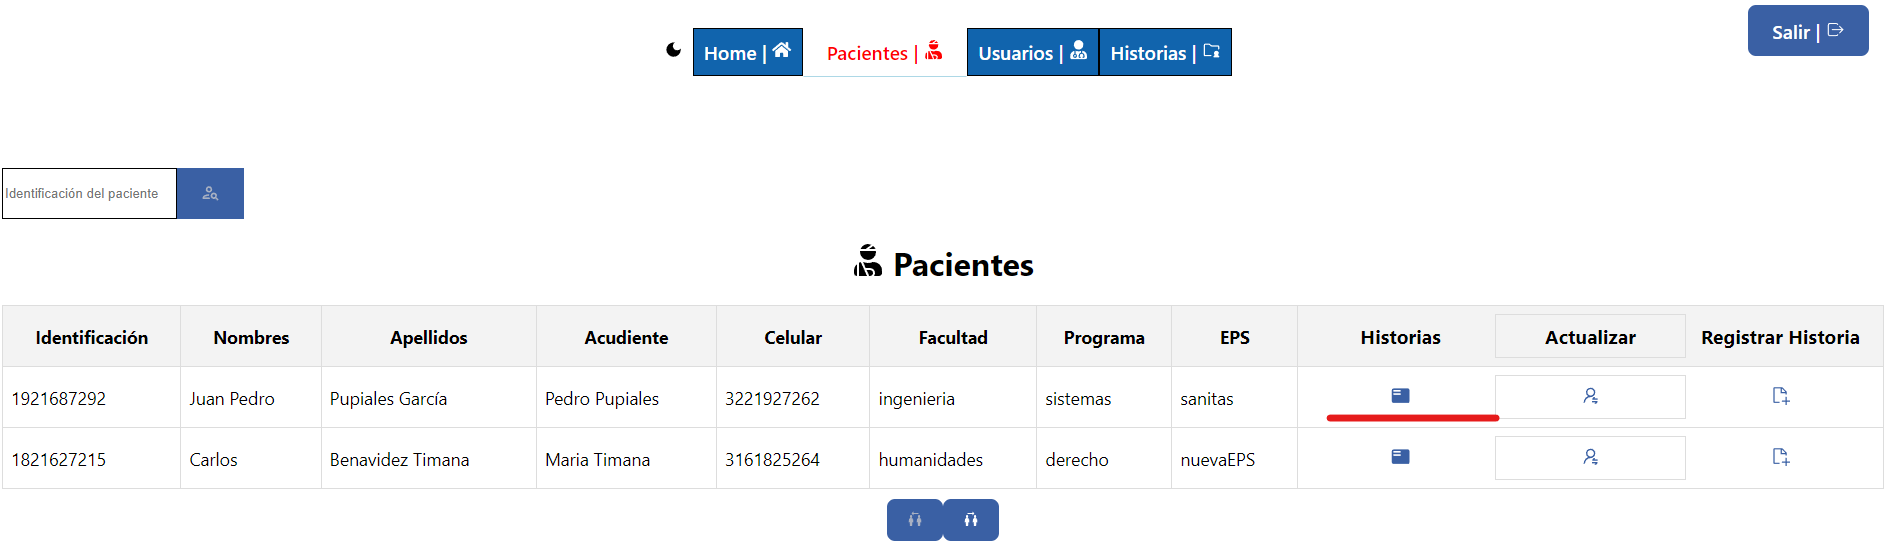 Home | Pacientes | Usuarios | Historias |
Salir |
Identificación del paciente
Pacientes
Identificación Nombres Apellidos Acudiente Celular Facultad Programa EPS Historias Actualizar Registrar Historia
1921687292 Juan Pedro Pupiales García Pedro Pupiales 3221927262 ingenieria sistemas sanitas
1821627215 Carlos Benavidez Timana Maria Timana 3161825264 humanidades derecho nuevaEPS